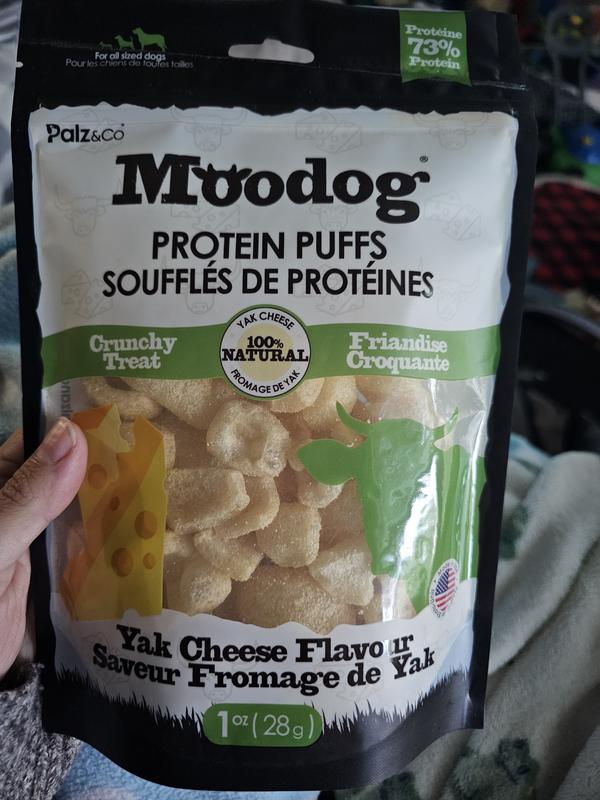 For all sized dogs
Pour les chiens de toutes tailles
Protéine
73%
Protein
Palz&Co
Moodog®
PROTEIN PUFFS
SOUFFLÉS DE PROTÉINES
Crunchy
Treat
YAK CHEESE
100%
NATURAL
FROMAGE DE YAK
Friandise
Croquante
Yak Cheese Flavour
Saveur Fromage de Yak
1 oz (28g)